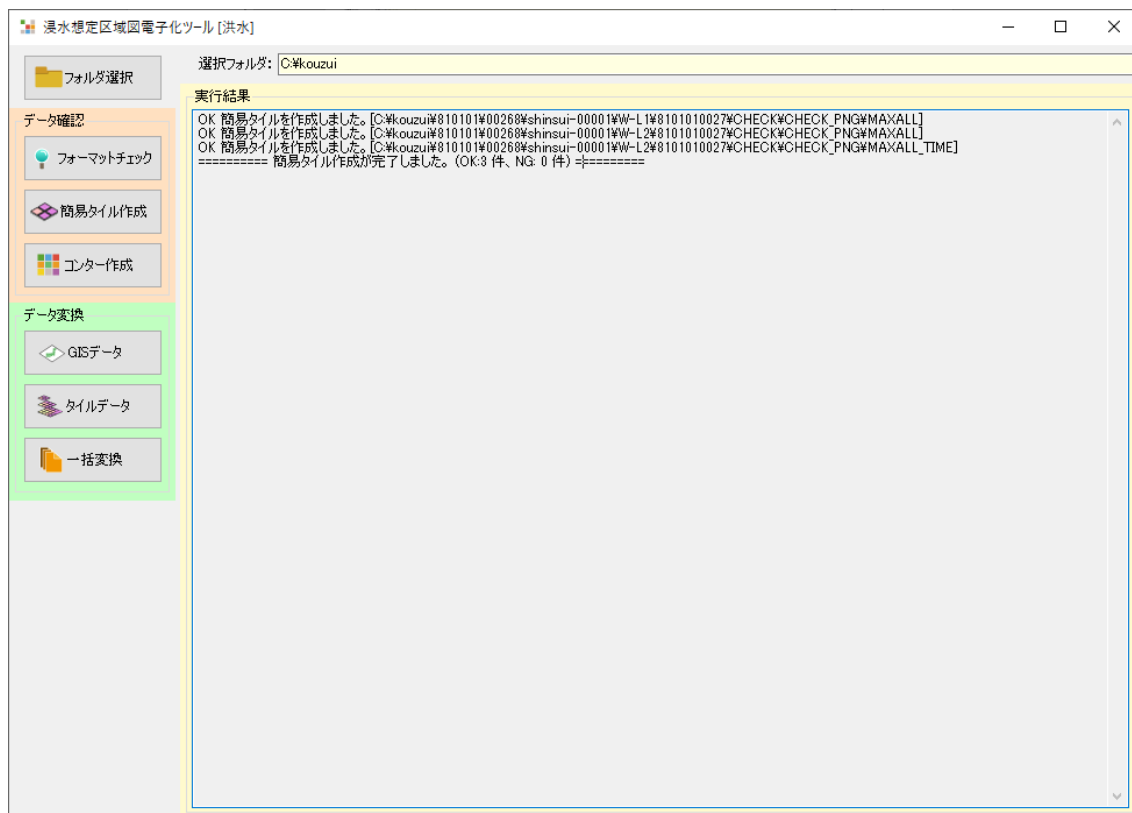 浸水想定区域図電子化ツール [洪水]
フォルダ選択
選択フォルダ: C:¥kouzui
実行結果
OK 簡易タイルを作成しました。[C:¥kouzui¥810101¥00268¥shinsui-00001¥W-L1¥8101010027¥CHECK¥CHECK_PNG¥MAXALL]
OK 簡易タイルを作成しました。[C:¥kouzui¥810101¥00268¥shinsui-00001¥W-L2¥8101010027¥CHECK¥CHECK_PNG¥MAXALL]
OK 簡易タイルを作成しました。[C:¥kouzui¥810101¥00268¥shinsui-00001¥W-L2¥8101010027¥CHECK¥CHECK_PNG¥MAXALL_TIME]
========== 簡易タイル作成が完了しました。(OK:3 件、NG: 0 件) ==========
データ確認
フォーマットチェック
簡易タイル作成
コンター作成
データ変換
GISデータ
タイルデータ
一括変換